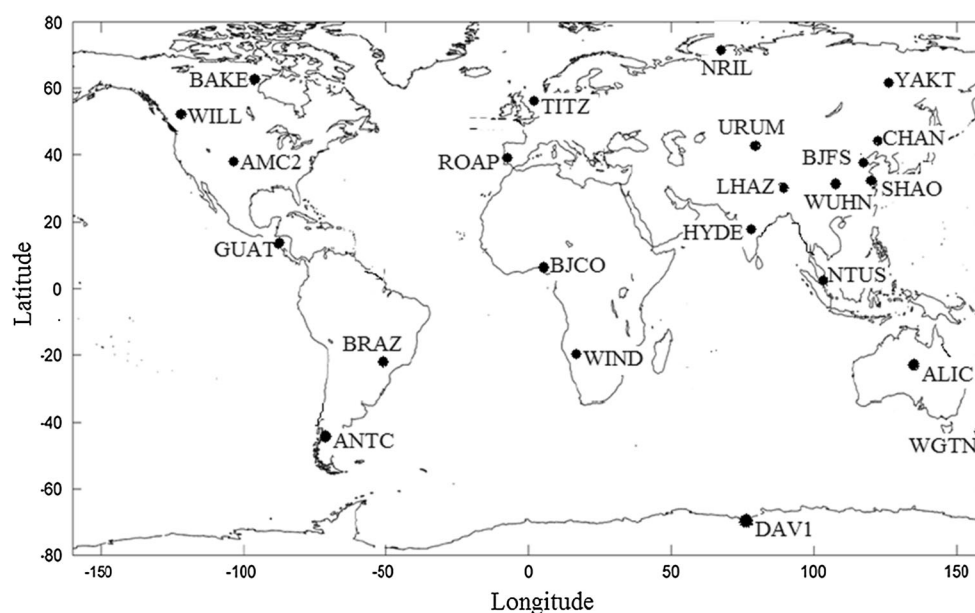 80
60
40
20
0
-20
-40
-60
-80
Latitude
BAKE
NRIL
YAKT
WILL
TITZ
URUM
CHAN
AMC2
ROAP
BJFS
LHAZ
SHAO
WUHN
GUAT
HYDE
BJCO
NTUS
BRAZ
WIND
ALIC
ANTC
WGTN
DAV1
-150
-100
-50
0
50
100
150
Longitude